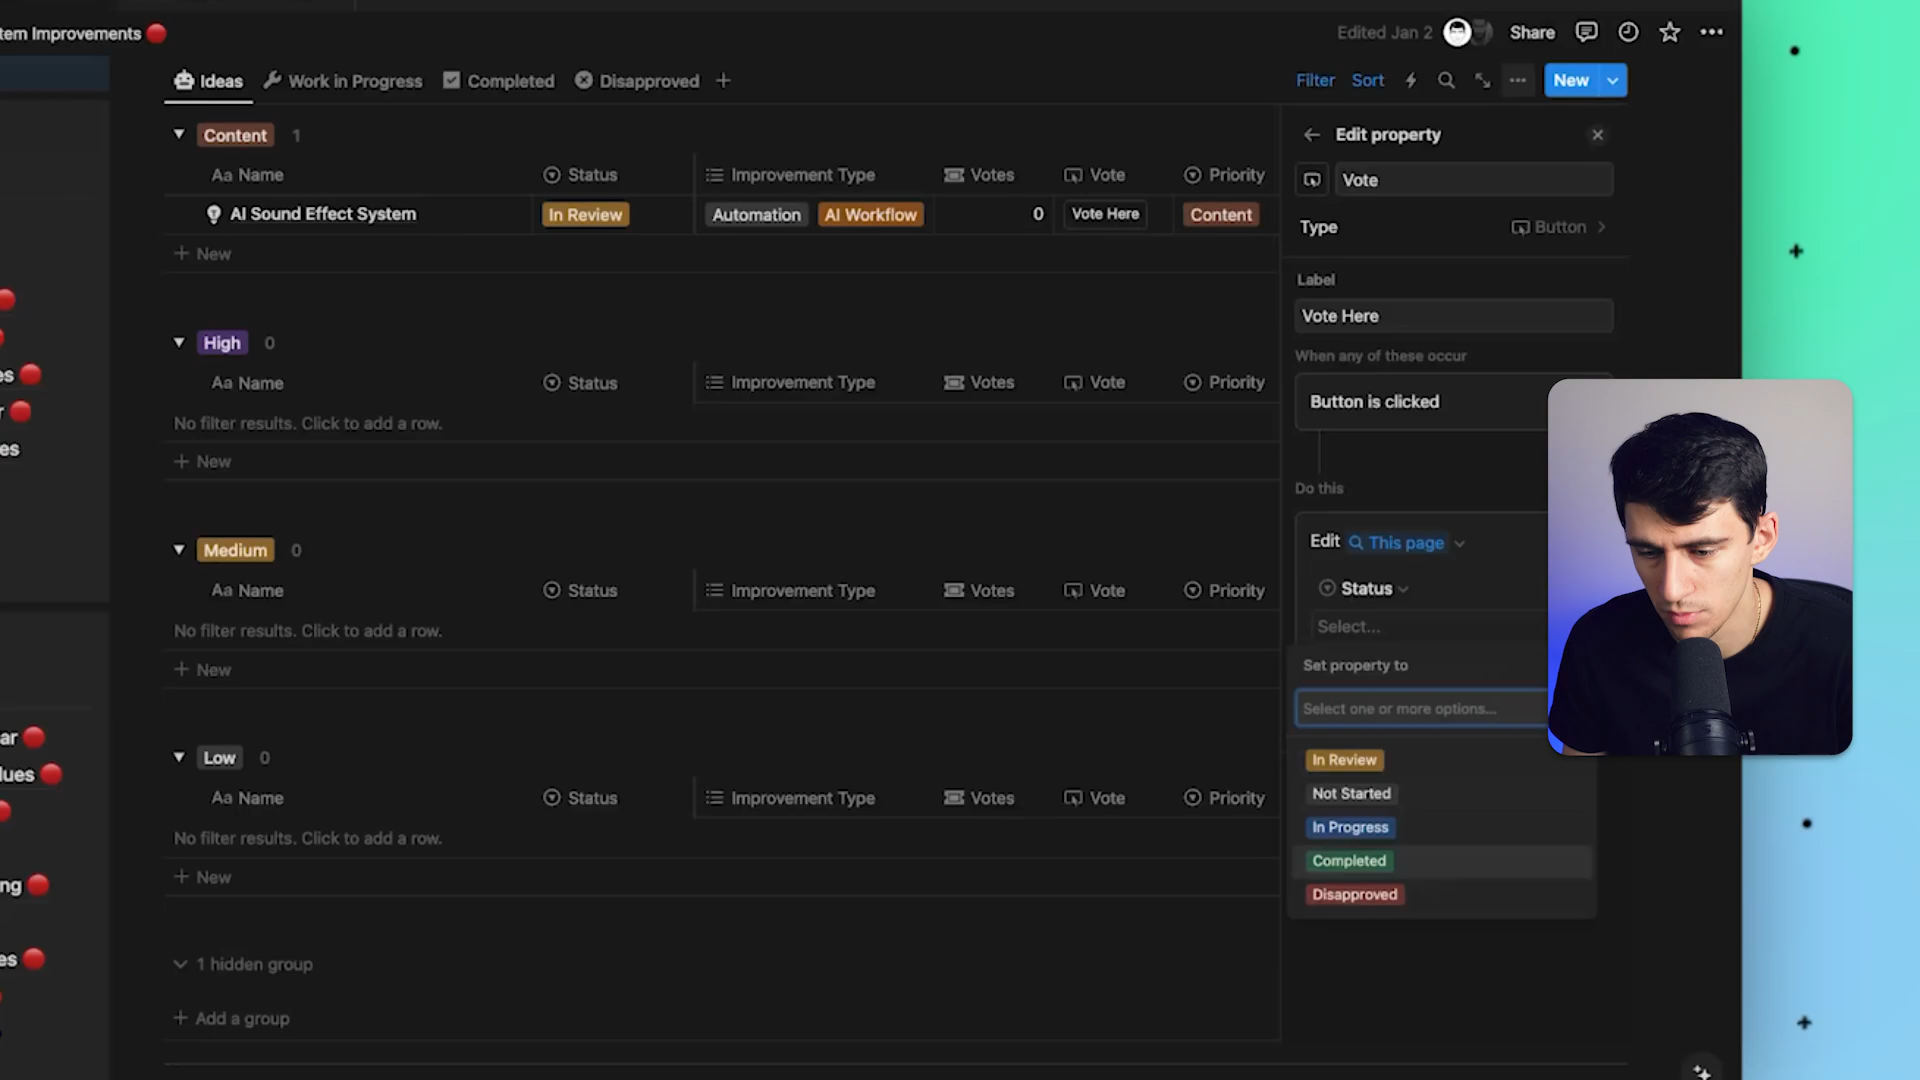 tem Improvements
Edited Jan 2
Share
Ideas
Work in Progress
Completed
Disapproved
Filter
Sort
New
Content 1
Aa Name
Status
Improvement Type
Votes
Vote
Priority
AI Sound Effect System
In Review
Automation
AI Workflow
0
Vote Here
Content
+ New
High 0
Aa Name
Status
Improvement Type
Votes
Vote
Priority
No filter results. Click to add a row.
+ New
Medium 0
Aa Name
Status
Improvement Type
Votes
Vote
Priority
No filter results. Click to add a row.
+ New
Low 0
Aa Name
Status
Improvement Type
Votes
Vote
Priority
No filter results. Click to add a row.
+ New
1 hidden group
+ Add a group
Edit property
Vote
Type
Button
Label
Vote Here
When any of these occur
Button is clicked
Do this
Edit This page
Status
Select...
Set property to
Select one or more options...
In Review
Not Started
In Progress
Completed
Disapproved
es
r
es
ar
lues
ng
es